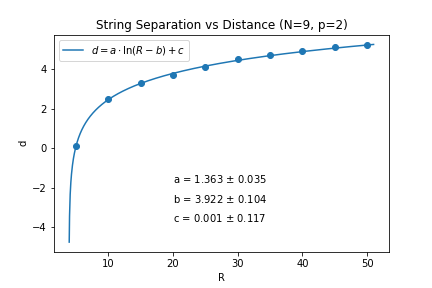 String Separation vs Distance (N=9, p=2)
d = a · ln(R − b) + c
d
4
2
0
−2
−4
a = 1.363 ± 0.035
b = 3.922 ± 0.104
c = 0.001 ± 0.117
10
20
30
40
50
R